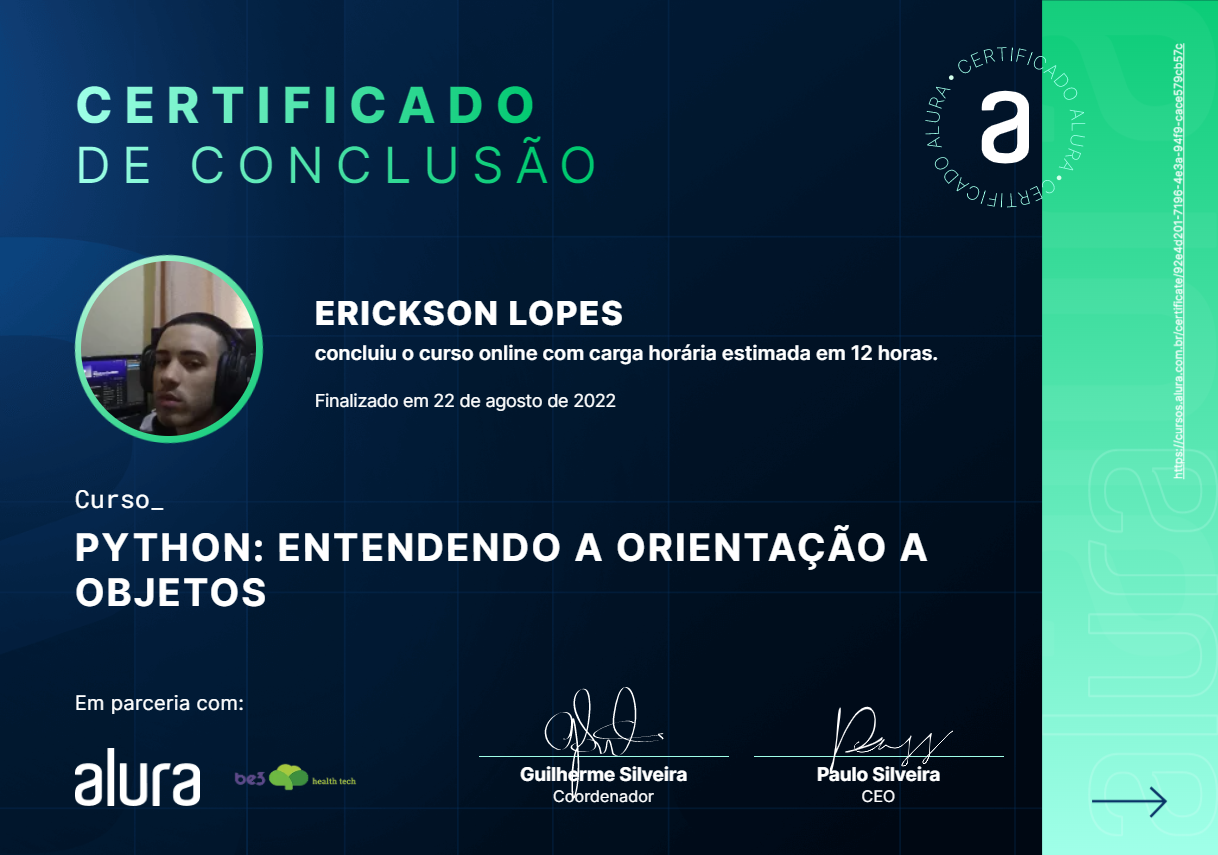 CERTIFICADO
DE CONCLUSÃO
CERTIFICADO ALURA • CERTIFICADO ALURA •
a
https://cursos.alura.com.br/certificate/92e4d201-7196-4e3a-94f9-cace579cb57c
ERICKSON LOPES
concluiu o curso online com carga horária estimada em 12 horas.
Finalizado em 22 de agosto de 2022
Curso_
PYTHON: ENTENDENDO A ORIENTAÇÃO A
OBJETOS
Em parceria com:
alura
be3 health tech
Guilherme Silveira
Coordenador
Paulo Silveira
CEO
alura